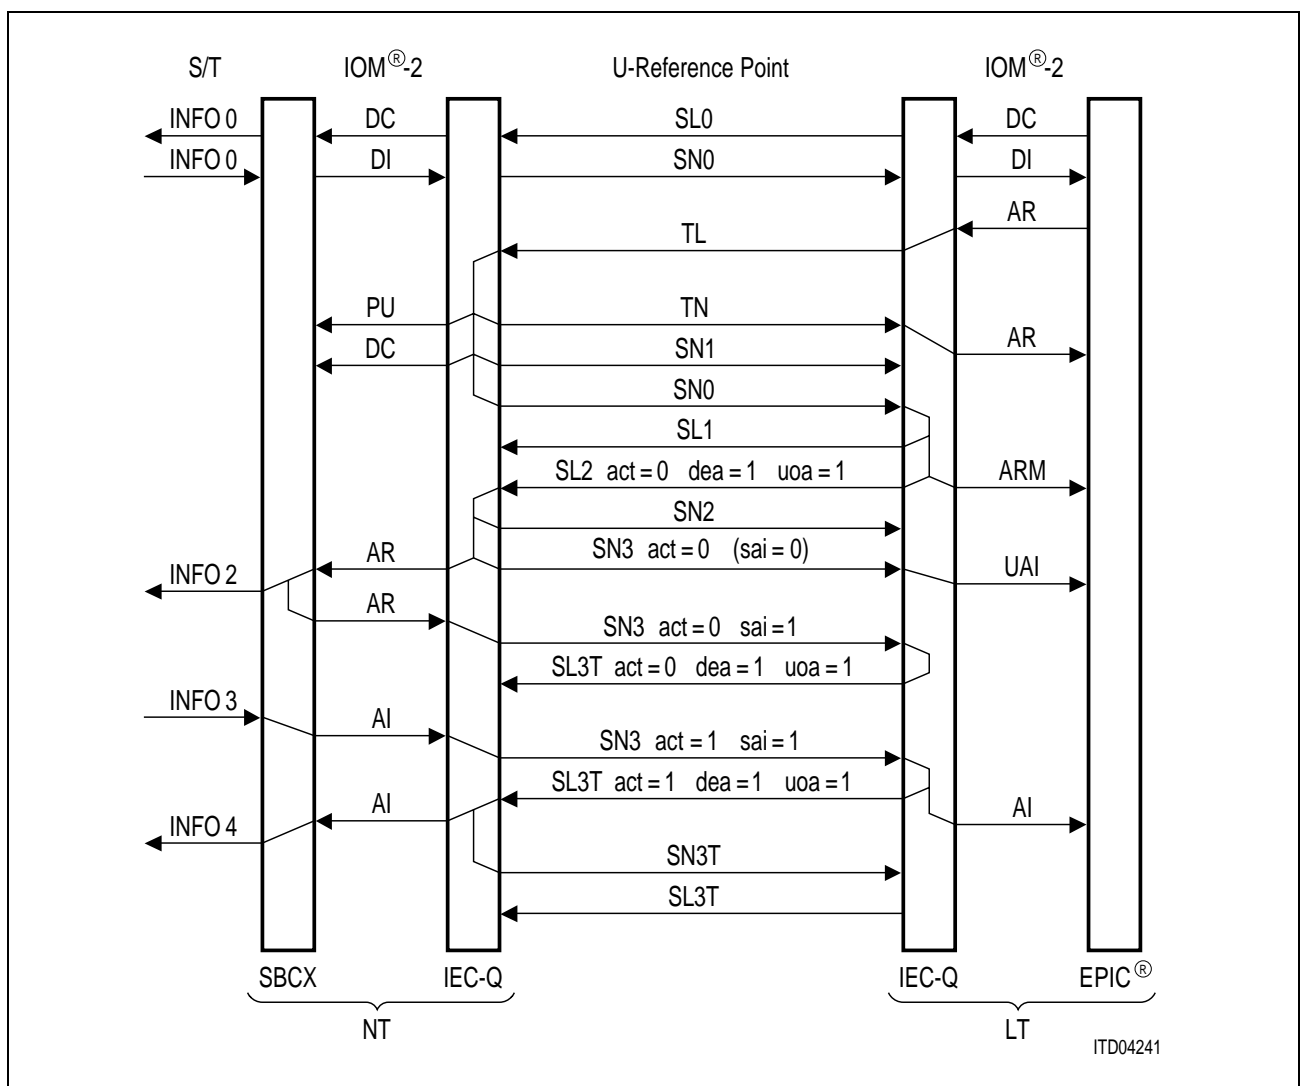 S/T IOM®-2 U-Reference Point IOM®-2
INFO 0 DC SL0 DC
INFO 0 DI SN0 DI
AR
TL
PU TN
AR
DC SN1
SN0
SL1
SL2 act = 0 dea = 1 uoa = 1 ARM
SN2
AR SN3 act = 0 (sai = 0)
INFO 2 UAI
AR
SN3 act = 0 sai = 1
SL3T act = 0 dea = 1 uoa = 1
INFO 3
AI
SN3 act = 1 sai = 1
SL3T act = 1 dea = 1 uoa = 1
AI AI
INFO 4
SN3T
SL3T
SBCX IEC-Q IEC-Q EPIC®
NT LT
ITD04241